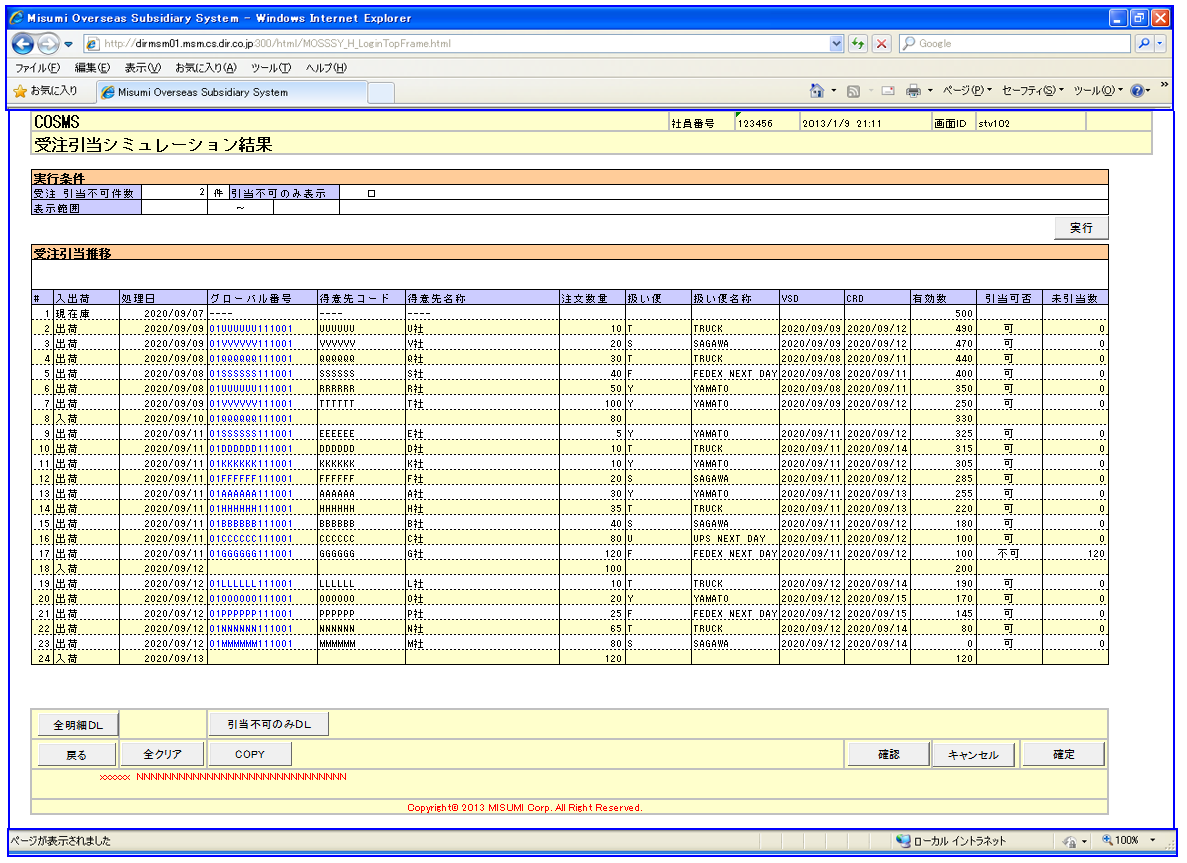 Misumi Overseas Subsidiary System - Windows Internet Explorer
http://dirmsm01.msm.cs.dir.co.jp:300/html/MOSSSY_H_LoginTopFrame.html Google
ファイル(F) 編集(E) 表示(V) お気に入り(A) ツール(T) ヘルプ(H)
お気に入り Misumi Overseas Subsidiary System ページ(P) セーフティ(S) ツール(O) »
COSMS 社員番号 123456 2013/1/9 21:11 画面ID stv102
受注引当シミュレーション結果
実行条件
受注 引当不可件数 2 件 引当不可のみ表示
表示範囲 ~
実行
受注引当推移
# 入出荷 処理日 グローバル番号 得意先コード 得意先名称 注文数量 扱い便 扱い便名称 VSD CRD 有効数 引当可否 未引当数
1 現在庫 2020/09/07 ---- ---- ---- 500
2 出荷 2020/09/09 01UUUUUU111001 UUUUUU U社 10 T TRUCK 2020/09/09 2020/09/12 490 可 0
3 出荷 2020/09/09 01VVVVVV111001 VVVVVV V社 20 S SAGAWA 2020/09/09 2020/09/12 470 可 0
4 出荷 2020/09/08 01QQQQQQ111001 QQQQQQ Q社 30 T TRUCK 2020/09/08 2020/09/11 440 可 0
5 出荷 2020/09/08 01SSSSSS111001 SSSSSS S社 40 F FEDEX NEXT DAY 2020/09/08 2020/09/11 400 可 0
6 出荷 2020/09/08 01UUUUUU111001 RRRRRR R社 50 Y YAMATO 2020/09/08 2020/09/11 350 可 0
7 出荷 2020/09/09 01VVVVVV111001 TTTTTT T社 100 Y YAMATO 2020/09/09 2020/09/12 250 可 0
8 入荷 2020/09/10 01QQQQQQ111001 80 330
9 出荷 2020/09/11 01SSSSSS111001 EEEEEE E社 5 Y YAMATO 2020/09/11 2020/09/12 325 可 0
10 出荷 2020/09/11 01DDDDDD111001 DDDDDD D社 10 T TRUCK 2020/09/11 2020/09/14 315 可 0
11 出荷 2020/09/11 01KKKKKK111001 KKKKKK K社 10 Y YAMATO 2020/09/11 2020/09/12 305 可 0
12 出荷 2020/09/11 01FFFFFF111001 FFFFFF F社 20 S SAGAWA 2020/09/11 2020/09/12 285 可 0
13 出荷 2020/09/11 01AAAAAA111001 AAAAAA A社 30 Y YAMATO 2020/09/11 2020/09/13 255 可 0
14 出荷 2020/09/11 01HHHHHH111001 HHHHHH H社 35 T TRUCK 2020/09/11 2020/09/13 220 可 0
15 出荷 2020/09/11 01BBBBBB111001 BBBBBB B社 40 S SAGAWA 2020/09/11 2020/09/12 180 可 0
16 出荷 2020/09/11 01CCCCCC111001 CCCCCC C社 80 U UPS NEXT DAY 2020/09/11 2020/09/12 100 可 0
17 出荷 2020/09/11 01GGGGGG111001 GGGGGG G社 120 F FEDEX NEXT DAY 2020/09/11 2020/09/12 100 不可 120
18 入荷 2020/09/12 100 200
19 出荷 2020/09/12 01LLLLLL111001 LLLLLL L社 10 T TRUCK 2020/09/12 2020/09/14 190 可 0
20 出荷 2020/09/12 01OOOOOO111001 OOOOOO O社 20 Y YAMATO 2020/09/12 2020/09/15 170 可 0
21 出荷 2020/09/12 01PPPPPP111001 PPPPPP P社 25 F FEDEX NEXT DAY 2020/09/12 2020/09/15 145 可 0
22 出荷 2020/09/12 01NNNNNN111001 NNNNNN N社 65 T TRUCK 2020/09/12 2020/09/14 80 可 0
23 出荷 2020/09/12 01MMMMMM111001 MMMMMM M社 80 S SAGAWA 2020/09/12 2020/09/14 0 可 0
24 入荷 2020/09/13 120 120
全明細DL 引当不可のみDL
戻る 全クリア COPY 確認 キャンセル 確定
xxxxxx NNNNNNNNNNNNNNNNNNNNNNNNNNNNNN
Copyright© 2013 MISUMI Corp. All Right Reserved.
ページが表示されました ローカル イントラネット 100%